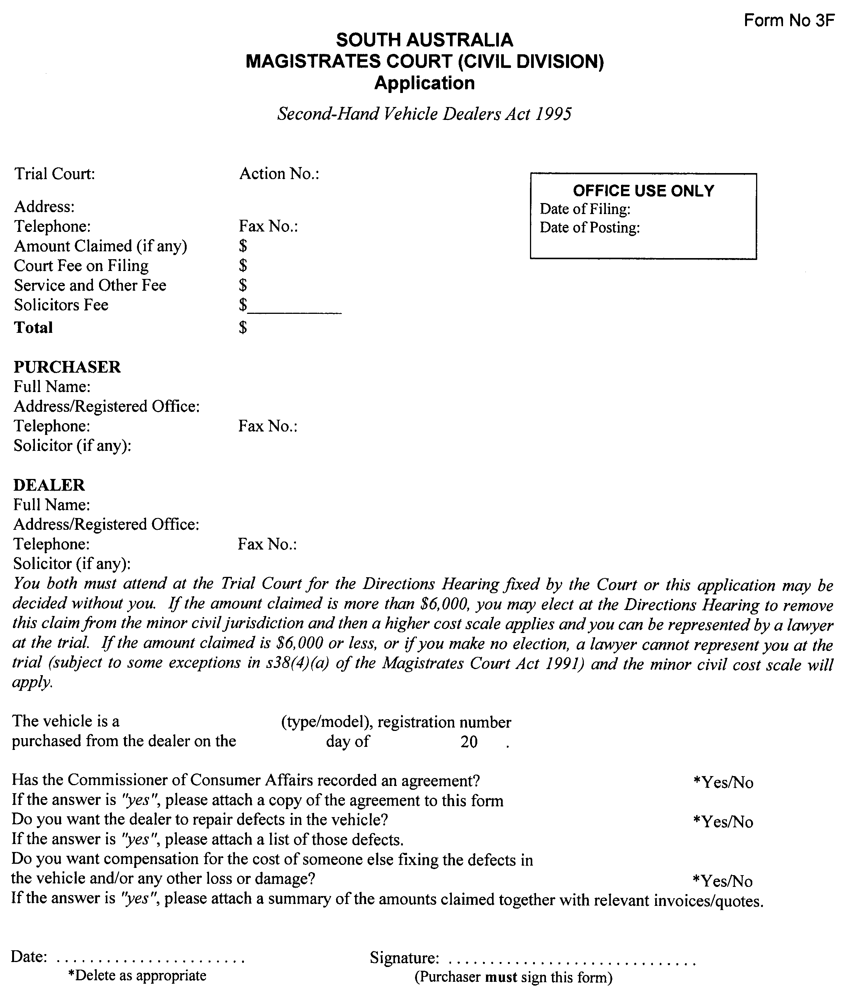 Form No 3F
SOUTH AUSTRALIA
MAGISTRATES COURT (CIVIL DIVISION)
Application
Second-Hand Vehicle Dealers Act 1995
Trial Court: Action No.:
Address:
Telephone: Fax No.:
Amount Claimed (if any) $
Court Fee on Filing $
Service and Other Fee $
Solicitors Fee $
Total $
OFFICE USE ONLY
Date of Filing:
Date of Posting:
PURCHASER
Full Name:
Address/Registered Office:
Telephone: Fax No.:
Solicitor (if any):
DEALER
Full Name:
Address/Registered Office:
Telephone: Fax No.:
Solicitor (if any):
You both must attend at the Trial Court for the Directions Hearing fixed by the Court or this application may be
decided without you. If the amount claimed is more than $6,000, you may elect at the Directions Hearing to remove
this claim from the minor civil jurisdiction and then a higher cost scale applies and you can be represented by a lawyer
at the trial. If the amount claimed is $6,000 or less, or if you make no election, a lawyer cannot represent you at the
trial (subject to some exceptions in s38(4)(a) of the Magistrates Court Act 1991) and the minor civil cost scale will
apply.
The vehicle is a (type/model), registration number
purchased from the dealer on the day of 20 .
Has the Commissioner of Consumer Affairs recorded an agreement? *Yes/No
If the answer is "yes", please attach a copy of the agreement to this form
Do you want the dealer to repair defects in the vehicle? *Yes/No
If the answer is "yes", please attach a list of those defects.
Do you want compensation for the cost of someone else fixing the defects in
the vehicle and/or any other loss or damage? *Yes/No
If the answer is "yes", please attach a summary of the amounts claimed together with relevant invoices/quotes.
Date: ....................... Signature: ..............................
*Delete as appropriate (Purchaser must sign this form)